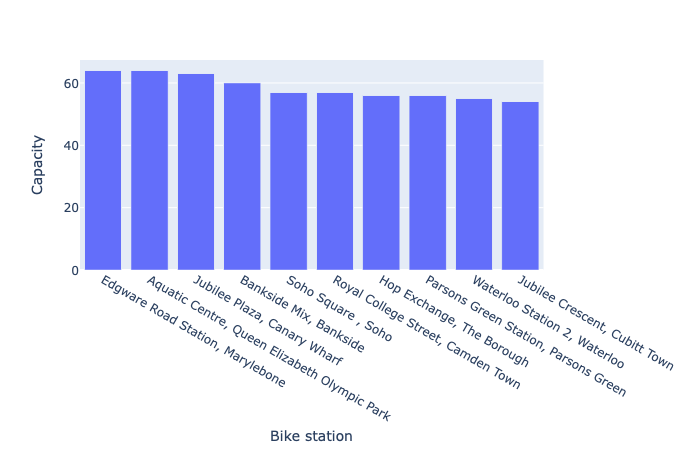 60
40
20
0
Capacity
Edgware Road Station, Marylebone
Aquatic Centre, Queen Elizabeth Olympic Park
Jubilee Plaza, Canary Wharf
Bankside Mix, Bankside
Soho Square , Soho
Royal College Street, Camden Town
Hop Exchange, The Borough
Parsons Green Station, Parsons Green
Waterloo Station 2, Waterloo
Jubilee Crescent, Cubitt Town
Bike station